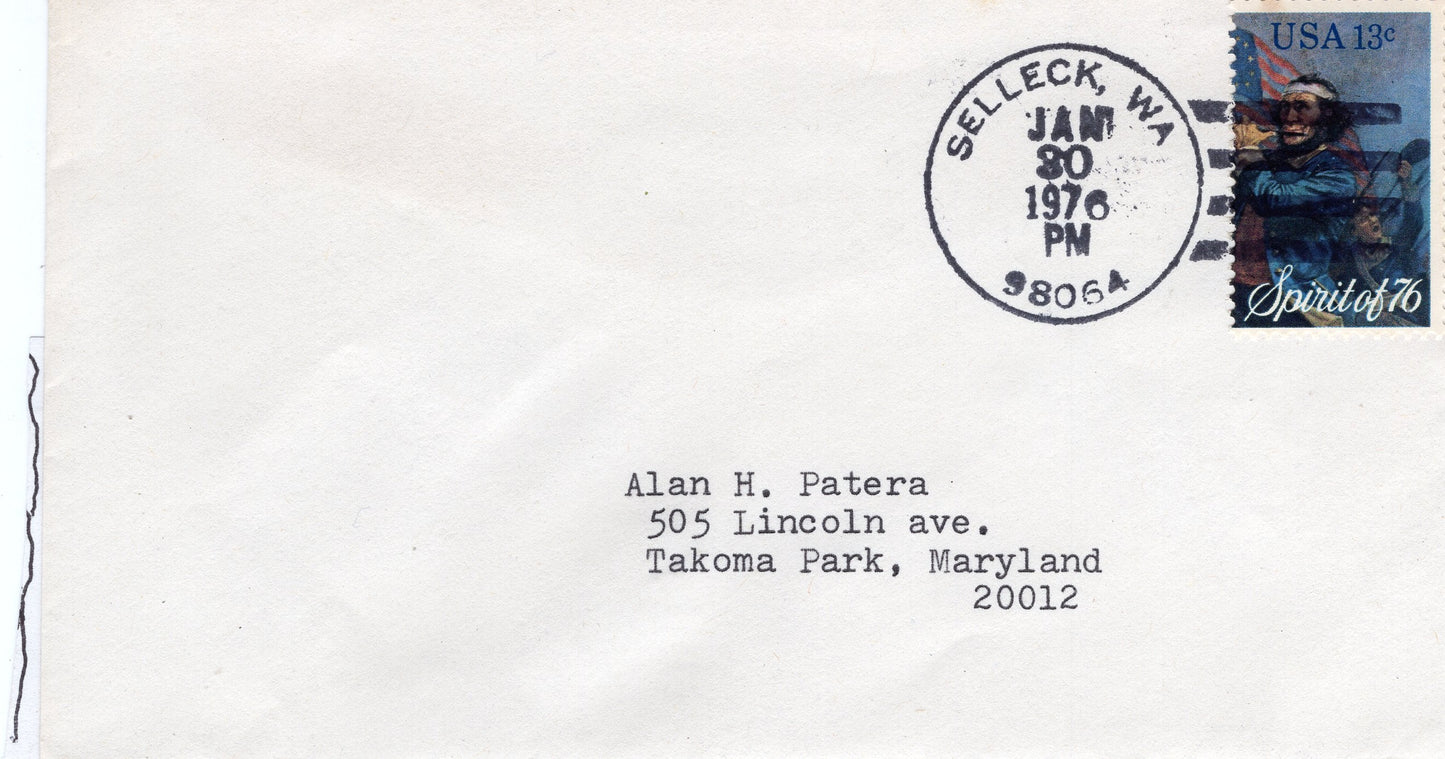 USA 13c
SELLECK, WA
JAN
30
1976
PM
98064
Spirit of 76
Alan H. Patera
505 Lincoln ave.
Takoma Park, Maryland
20012